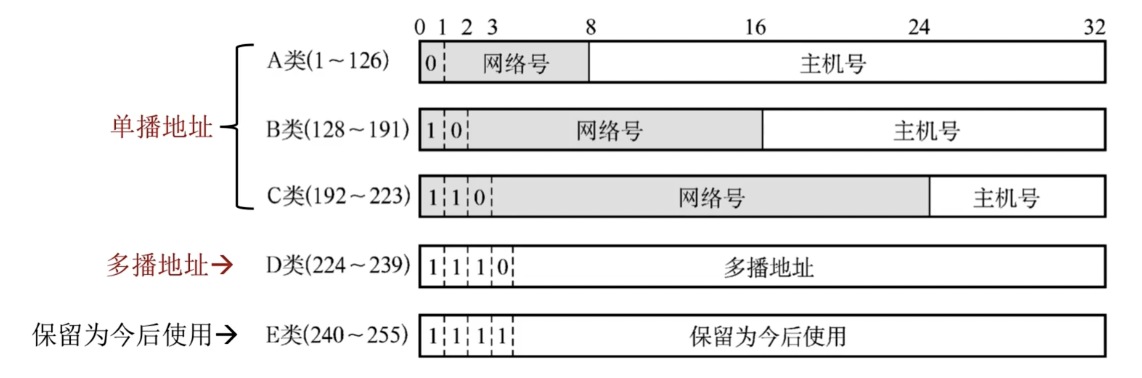 0 1 2 3 8 16 24 32
A类(1～126) 0 网络号 主机号
单播地址 B类(128～191) 1 0 网络号 主机号
C类(192～223) 1 1 0 网络号 主机号
多播地址→ D类(224～239) 1 1 1 0 多播地址
保留为今后使用→ E类(240～255) 1 1 1 1 保留为今后使用